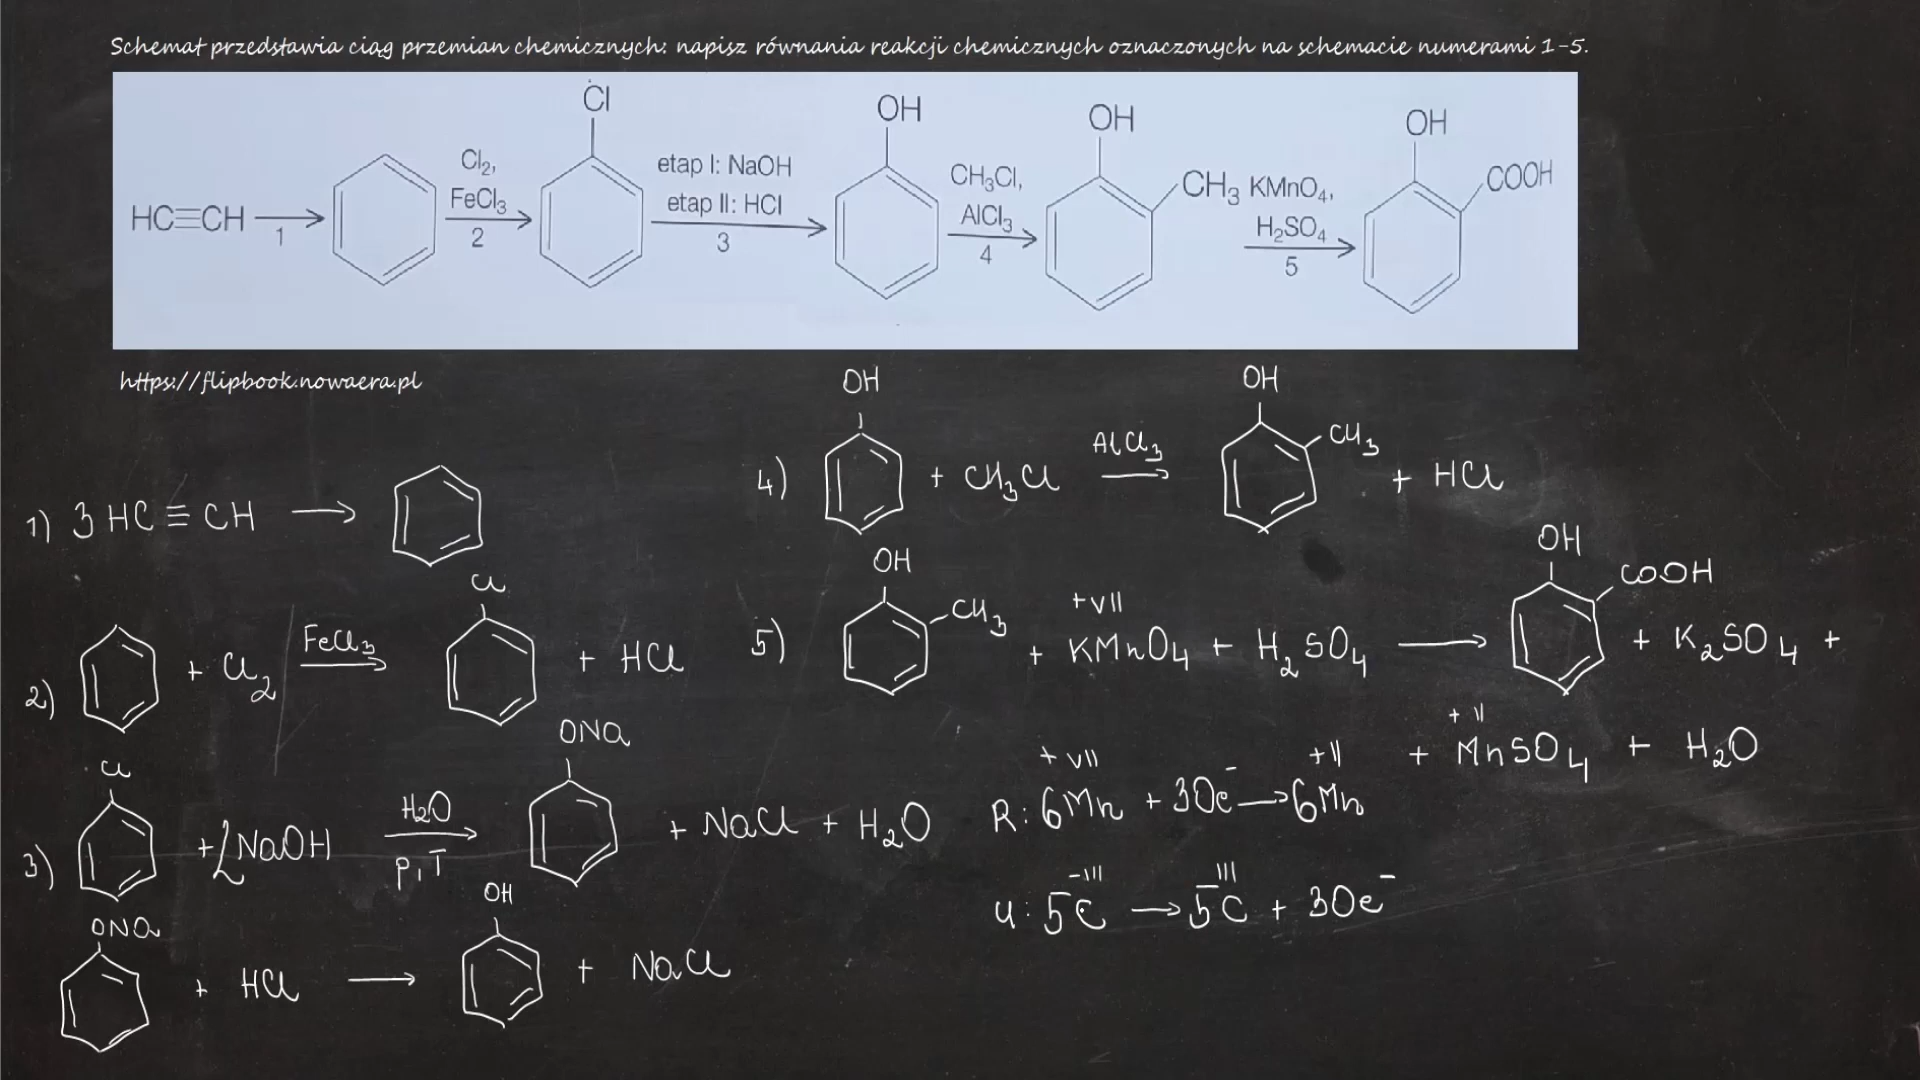 Schemat przedstawia ciąg przemian chemicznych: napisz równania reakcji chemicznych oznaczonych na schemacie numerami 1-5.
Cl
OH
OH
OH
Cl₂,
FeCl₃
2
etap I: NaOH
etap II: HCl
3
CH₃Cl,
AlCl₃
4
CH₃
KMnO₄,
H₂SO₄
5
COOH
HC≡CH
1
https://flipbook.nowaera.pl
1) 3 HC ≡ CH →
2) + Cl₂ FeCl₃ → Cl + HCl
3) Cl + 2 NaOH H₂O → p, T ONa + NaCl + H₂O
ONa + HCl → OH + NaCl
4) OH + CH₃Cl AlCl₃ → OH CH₃ + HCl
5) OH CH₃ + +VII KMnO₄ + H₂SO₄ → OH COOH + K₂SO₄ +
+ +II MnSO₄ + H₂O
R: 6Mn +VII + 30e⁻ → 6Mn +II
U: 5C -III → 5C III + 30e⁻